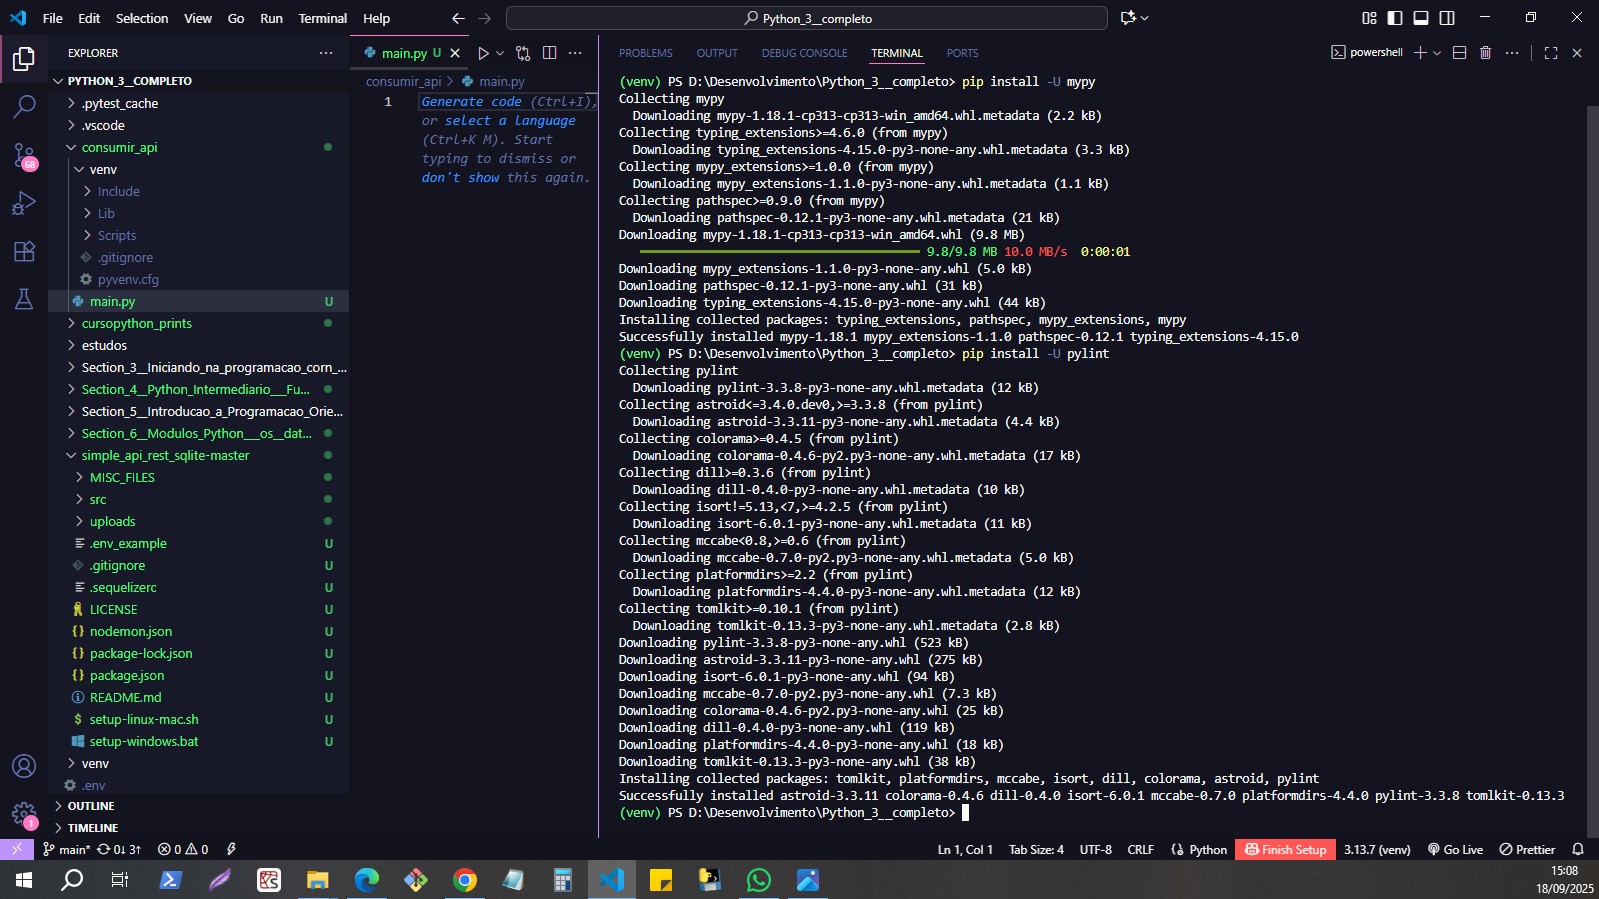 File Edit Selection View Go Run Terminal Help
Python_3__completo
EXPLORER
PYTHON_3__COMPLETO
.pytest_cache
.vscode
consumir_api
venv
Include
Lib
Scripts
.gitignore
pyvenv.cfg
main.py U
cursopython_prints
estudos
Section_3__Iniciando_na_programacao_corn_...
Section_4__Python_Intermediario___Fu...
Section_5__Introducao_a_Programacao_Orie...
Section_6__Modulos_Python___os__dat...
simple_api_rest_sqlite-master
MISC_FILES
src
uploads
.env_example U
.gitignore U
.sequelizerc U
LICENSE U
nodemon.json U
package-lock.json U
package.json U
README.md U
setup-linux-mac.sh U
setup-windows.bat U
venv
.env
OUTLINE
TIMELINE
68
1
main.py U
consumir_api > main.py
1
Generate code (Ctrl+I),
or select a language
(Ctrl+K M). Start
typing to dismiss or
don't show this again.
PROBLEMS OUTPUT DEBUG CONSOLE TERMINAL PORTS
powershell
(venv) PS D:\Desenvolvimento\Python_3__completo> pip install -U mypy
Collecting mypy
Downloading mypy-1.18.1-cp313-cp313-win_amd64.whl.metadata (2.2 kB)
Collecting typing_extensions>=4.6.0 (from mypy)
Downloading typing_extensions-4.15.0-py3-none-any.whl.metadata (3.3 kB)
Collecting mypy_extensions>=1.0.0 (from mypy)
Downloading mypy_extensions-1.1.0-py3-none-any.whl.metadata (1.1 kB)
Collecting pathspec>=0.9.0 (from mypy)
Downloading pathspec-0.12.1-py3-none-any.whl.metadata (21 kB)
Downloading mypy-1.18.1-cp313-cp313-win_amd64.whl (9.8 MB)
9.8/9.8 MB 10.0 MB/s 0:00:01
Downloading mypy_extensions-1.1.0-py3-none-any.whl (5.0 kB)
Downloading pathspec-0.12.1-py3-none-any.whl (31 kB)
Downloading typing_extensions-4.15.0-py3-none-any.whl (44 kB)
Installing collected packages: typing_extensions, pathspec, mypy_extensions, mypy
Successfully installed mypy-1.18.1 mypy_extensions-1.1.0 pathspec-0.12.1 typing_extensions-4.15.0
(venv) PS D:\Desenvolvimento\Python_3__completo> pip install -U pylint
Collecting pylint
Downloading pylint-3.3.8-py3-none-any.whl.metadata (12 kB)
Collecting astroid<=3.4.0.dev0,>=3.3.8 (from pylint)
Downloading astroid-3.3.11-py3-none-any.whl.metadata (4.4 kB)
Collecting colorama>=0.4.5 (from pylint)
Downloading colorama-0.4.6-py2.py3-none-any.whl.metadata (17 kB)
Collecting dill>=0.3.6 (from pylint)
Downloading dill-0.4.0-py3-none-any.whl.metadata (10 kB)
Collecting isort!=5.13,<7,>=4.2.5 (from pylint)
Downloading isort-6.0.1-py3-none-any.whl.metadata (11 kB)
Collecting mccabe<0.8,>=0.6 (from pylint)
Downloading mccabe-0.7.0-py2.py3-none-any.whl.metadata (5.0 kB)
Collecting platformdirs>=2.2 (from pylint)
Downloading platformdirs-4.4.0-py3-none-any.whl.metadata (12 kB)
Collecting tomlkit>=0.10.1 (from pylint)
Downloading tomlkit-0.13.3-py3-none-any.whl.metadata (2.8 kB)
Downloading pylint-3.3.8-py3-none-any.whl (523 kB)
Downloading astroid-3.3.11-py3-none-any.whl (275 kB)
Downloading isort-6.0.1-py3-none-any.whl (94 kB)
Downloading mccabe-0.7.0-py2.py3-none-any.whl (7.3 kB)
Downloading colorama-0.4.6-py2.py3-none-any.whl (25 kB)
Downloading dill-0.4.0-py3-none-any.whl (119 kB)
Downloading platformdirs-4.4.0-py3-none-any.whl (18 kB)
Downloading tomlkit-0.13.3-py3-none-any.whl (38 kB)
Installing collected packages: tomlkit, platformdirs, mccabe, isort, dill, colorama, astroid, pylint
Successfully installed astroid-3.3.11 colorama-0.4.6 dill-0.4.0 isort-6.0.1 mccabe-0.7.0 platformdirs-4.4.0 pylint-3.3.8 tomlkit-0.13.3
(venv) PS D:\Desenvolvimento\Python_3__completo>
main* 0↓ 3↑ 0 0 Ln 1, Col 1 Tab Size: 4 UTF-8 CRLF Python Finish Setup 3.13.7 (venv) Go Live Prettier
15:08
18/09/2025